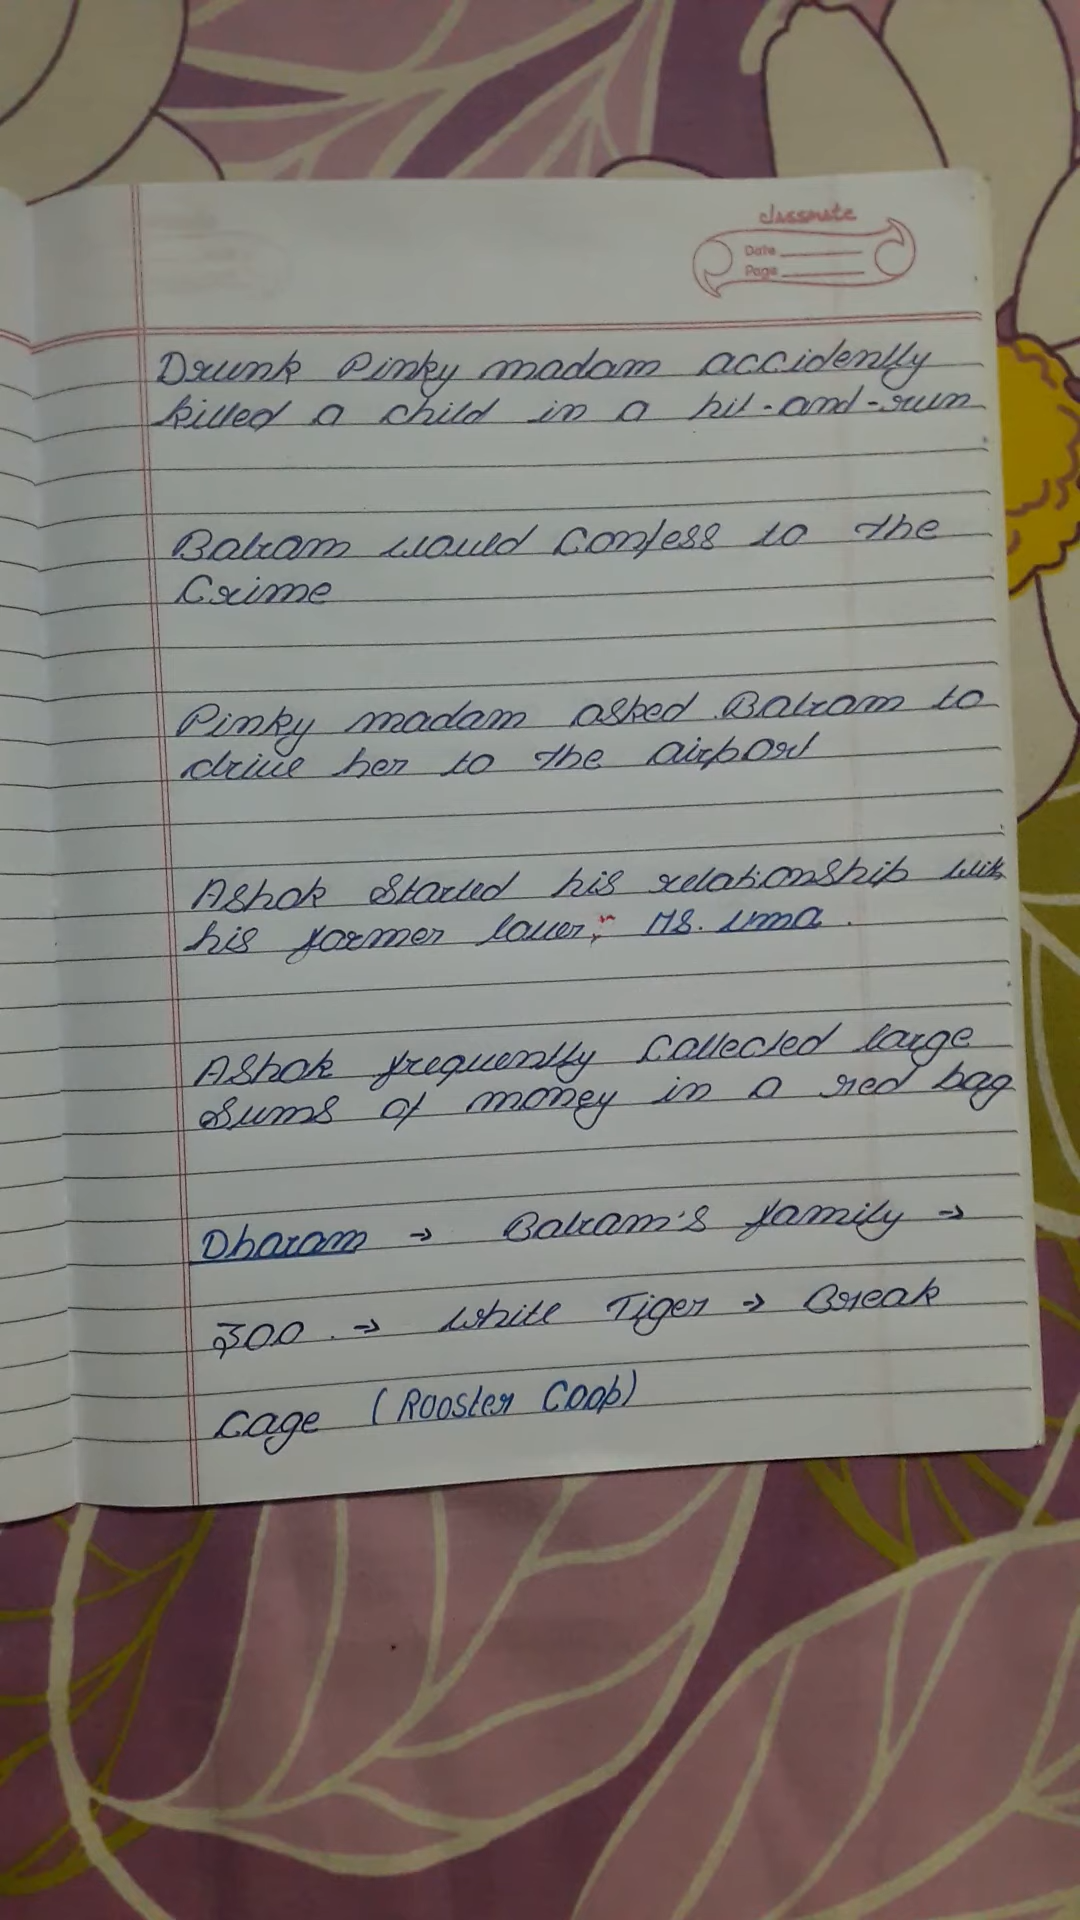 classmate
Date
Page
Drunk Pinky madam accidently
killed a child in a hit-and-run
Balram would Confess to the
Crime
Pinky madam asked Balram to
drive her to the airport
Ashok Started his relationship with
his former lover, Ms. Uma.
Ashok frequently Collected large
Sums of money in a red bag
Dharam → Balram's family →
300. → White Tiger → Break
Cage (Rooster Coop)